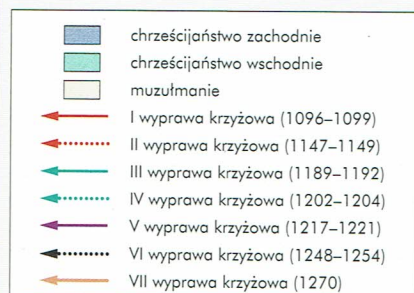 chrześcijaństwo zachodnie
chrześcijaństwo wschodnie
muzułmanie
I wyprawa krzyżowa (1096–1099)
II wyprawa krzyżowa (1147–1149)
III wyprawa krzyżowa (1189–1192)
IV wyprawa krzyżowa (1202–1204)
V wyprawa krzyżowa (1217–1221)
VI wyprawa krzyżowa (1248–1254)
VII wyprawa krzyżowa (1270)